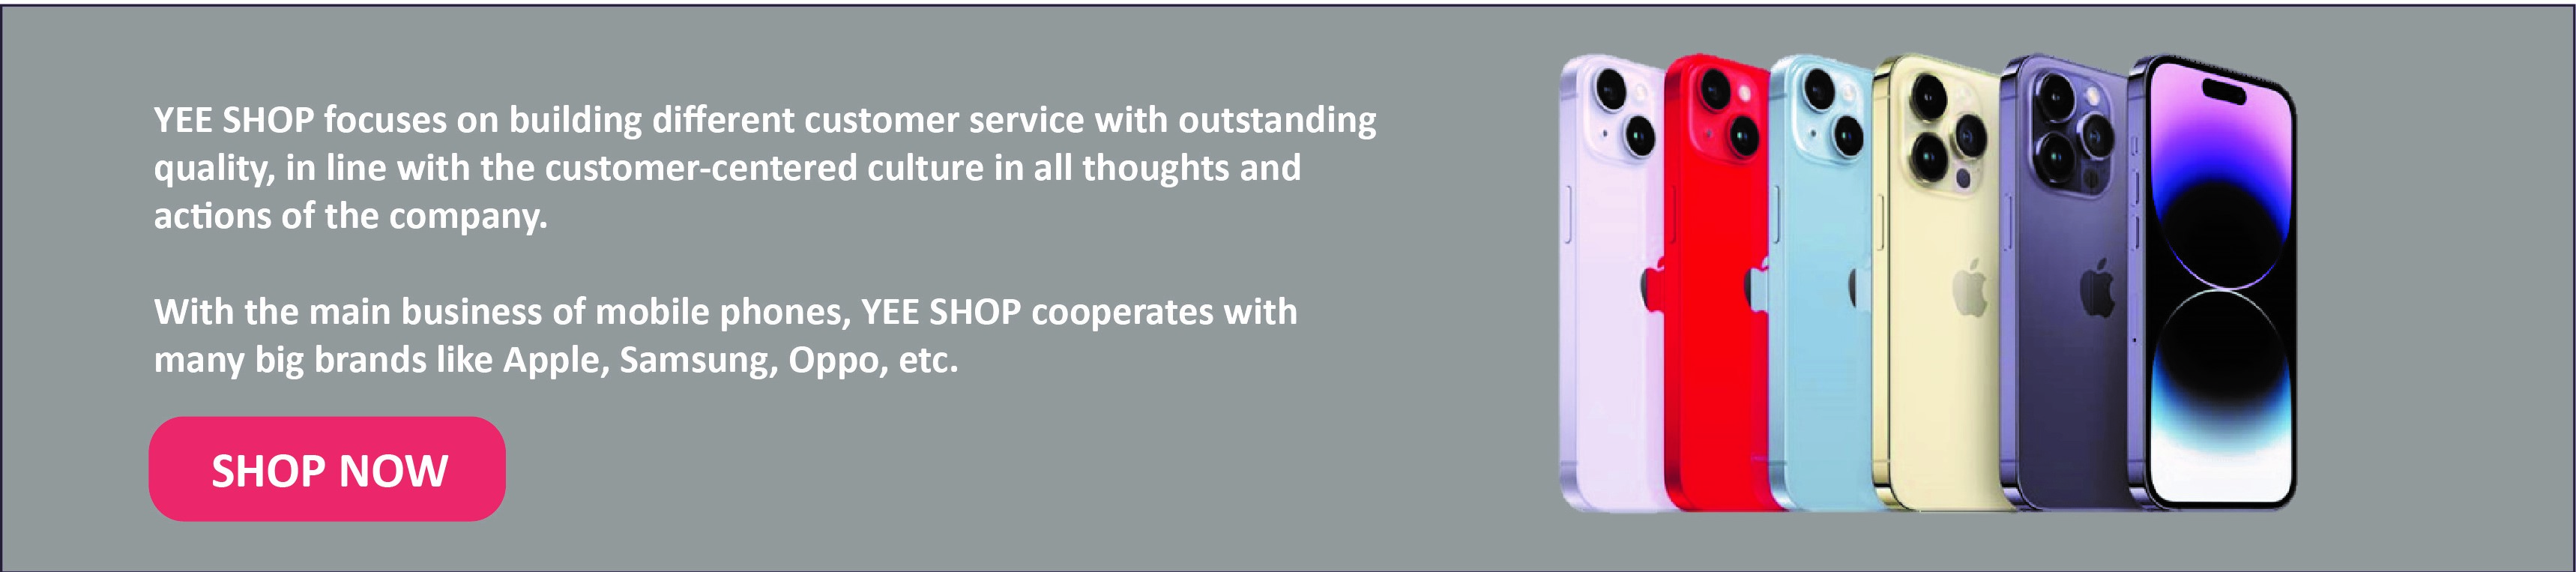 YEE SHOP focuses on building different customer service with outstanding
quality, in line with the customer-centered culture in all thoughts and
actions of the company.
With the main business of mobile phones, YEE SHOP cooperates with
many big brands like Apple, Samsung, Oppo, etc.
SHOP NOW